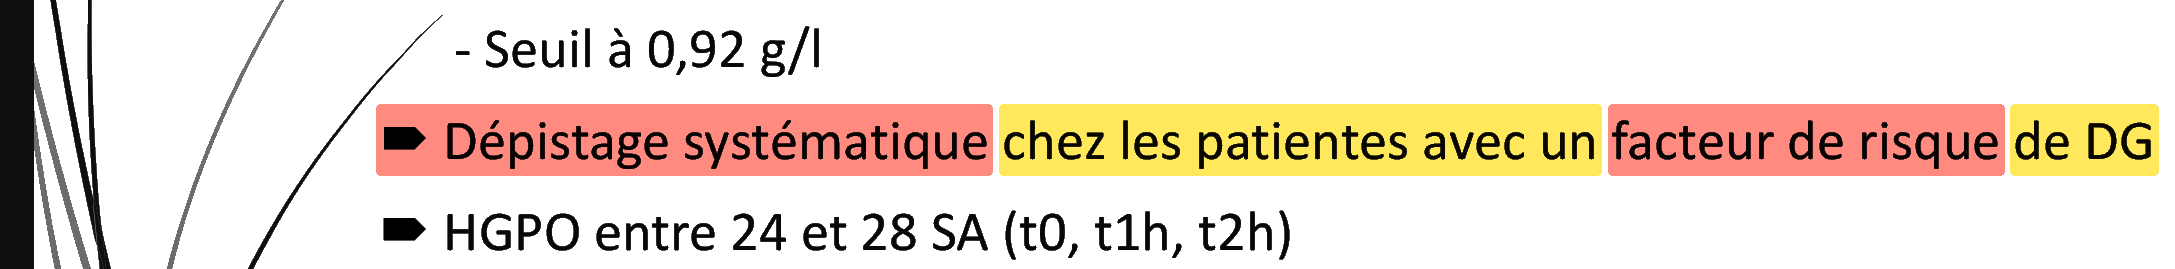 - Seuil à 0,92 g/l
Dépistage systématique chez les patientes avec un facteur de risque de DG
HGPO entre 24 et 28 SA (t0, t1h, t2h)